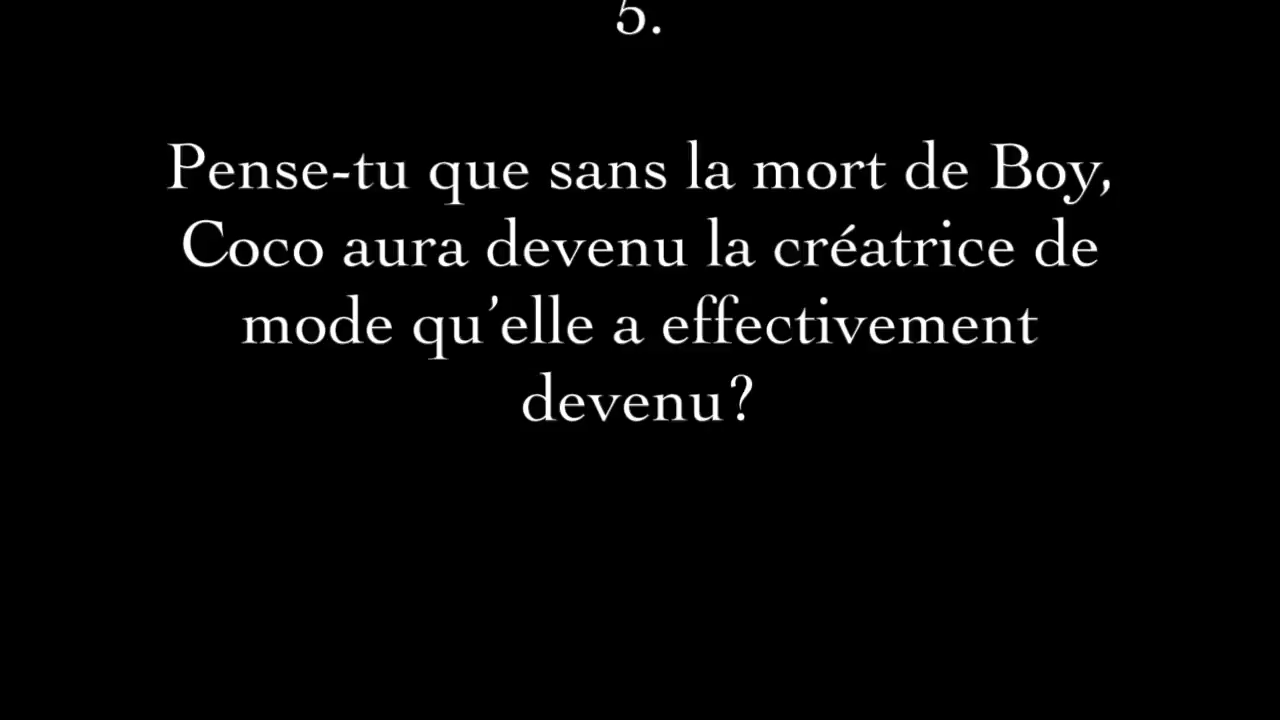 5.
Pense-tu que sans la mort de Boy,
Coco aura devenu la créatrice de
mode qu’elle a effectivement
devenu?